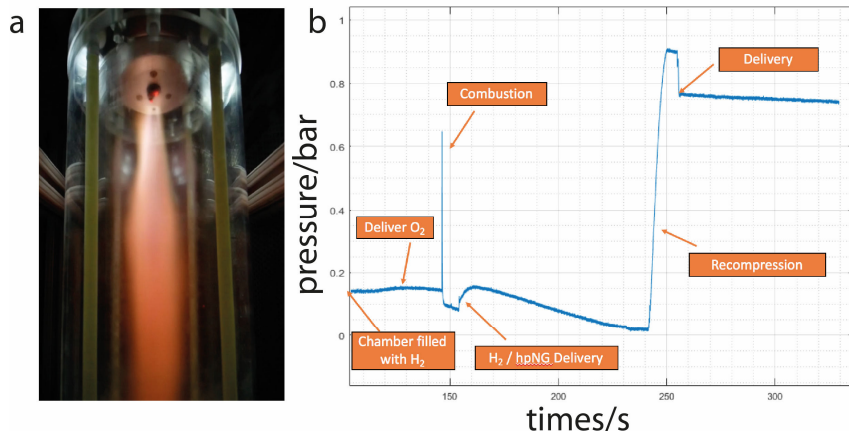 a
b
pressure/bar
1
0.8
0.6
0.4
0.2
0
Combustion
Delivery
Deliver O₂
Recompression
Chamber filled
with H₂
H₂ / hpNG Delivery
150
200
250
300
times/s